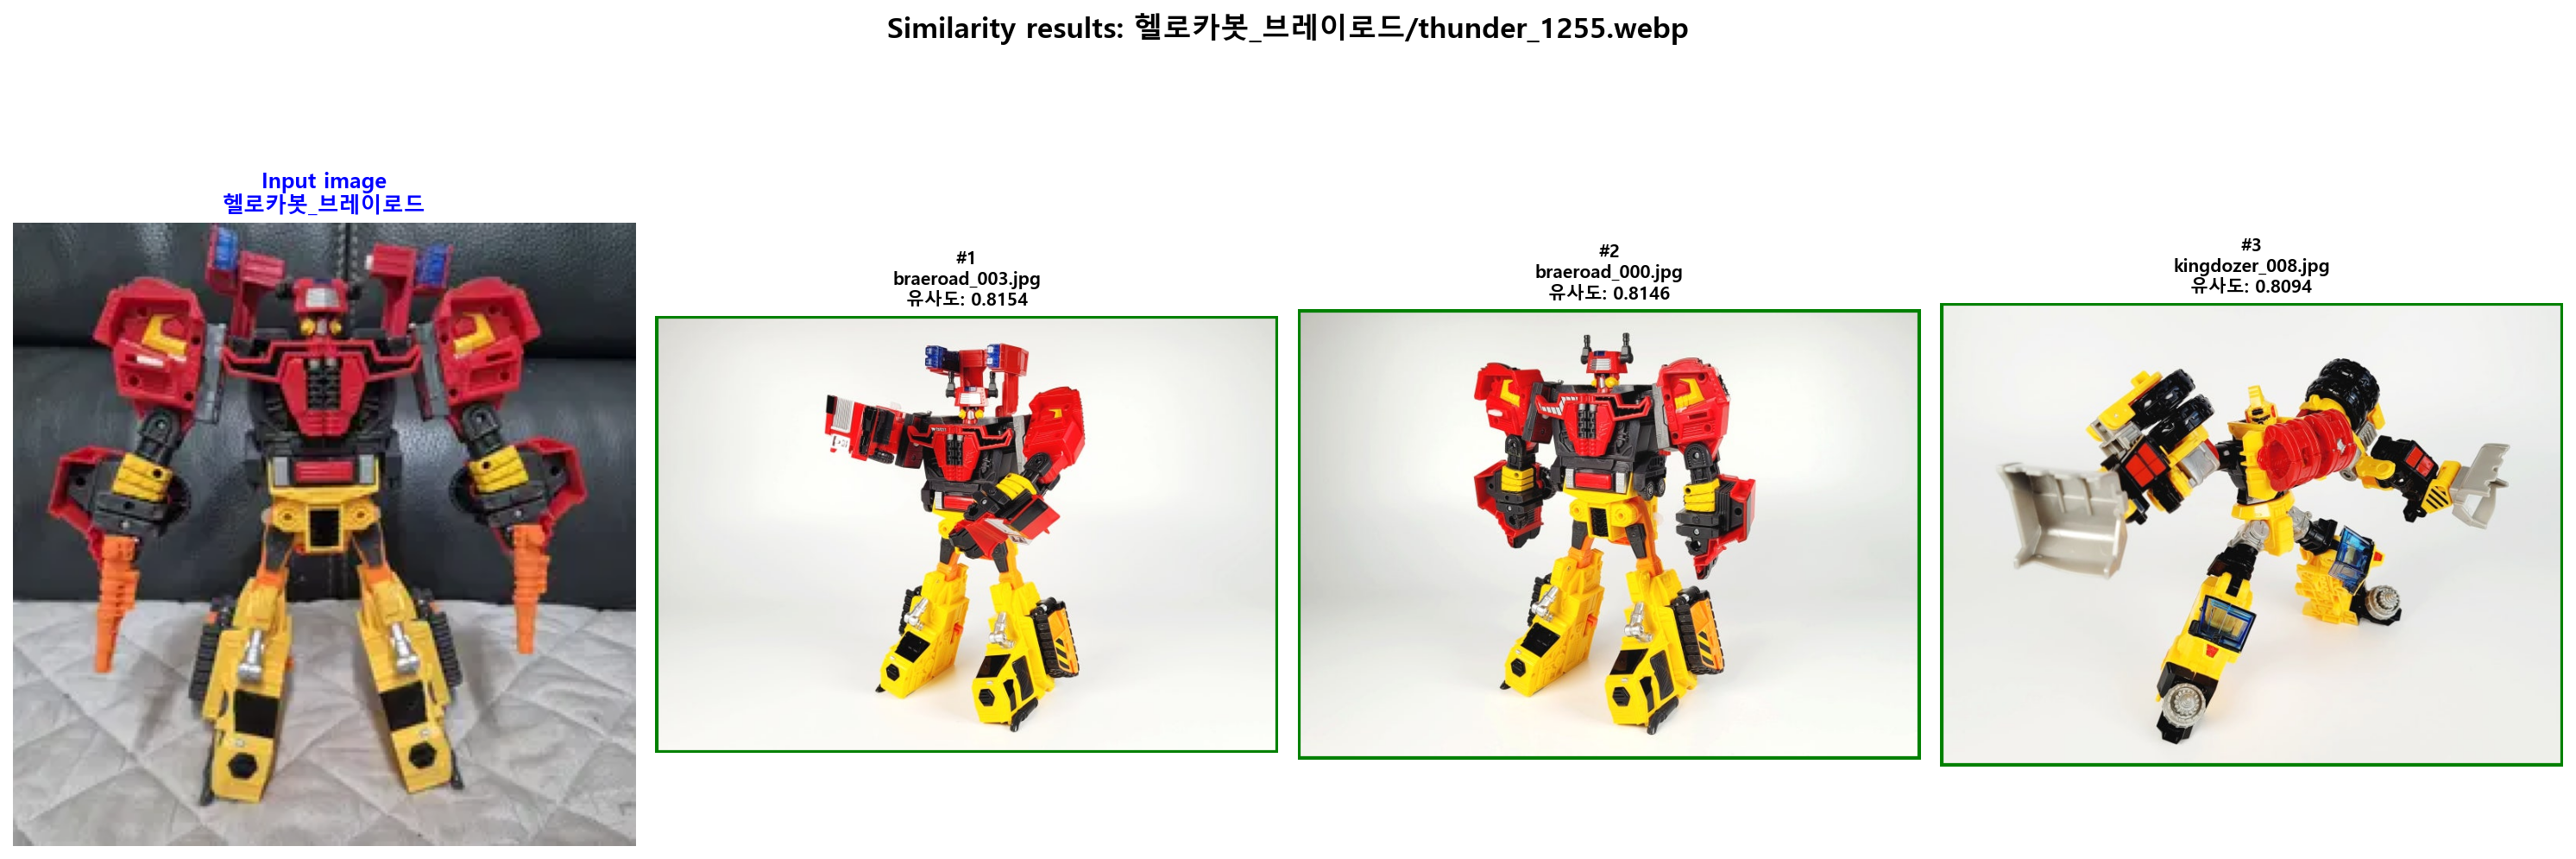 Similarity results: 헬로카봇_브레이로드/thunder_1255.webp
Input image
헬로카봇_브레이로드
#1
braeroad_003.jpg
유사도: 0.8154
#2
braeroad_000.jpg
유사도: 0.8146
#3
kingdozer_008.jpg
유사도: 0.8094